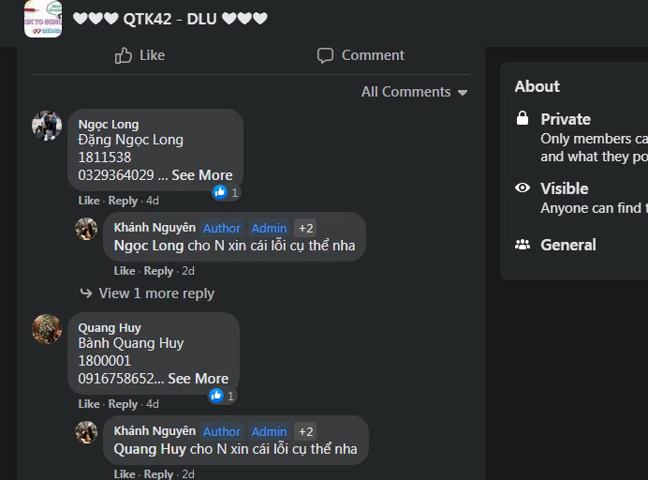 🤍🤍🤍 QTK42 - DLU 🤍🤍🤍
Like
Comment
All Comments
Ngọc Long
Đặng Ngọc Long
1811538
0329364029 ... See More
1
Like · Reply · 4d
Khánh Nguyên Author Admin +2
Ngọc Long cho N xin cái lỗi cụ thể nha
Like · Reply · 2d
View 1 more reply
Quang Huy
Bành Quang Huy
1800001
0916758652... See More
1
Like · Reply · 4d
Khánh Nguyên Author Admin +2
Quang Huy cho N xin cái lỗi cụ thể nha
Like · Reply · 2d
About
Private
Only members ca
and what they po
Visible
Anyone can find t
General